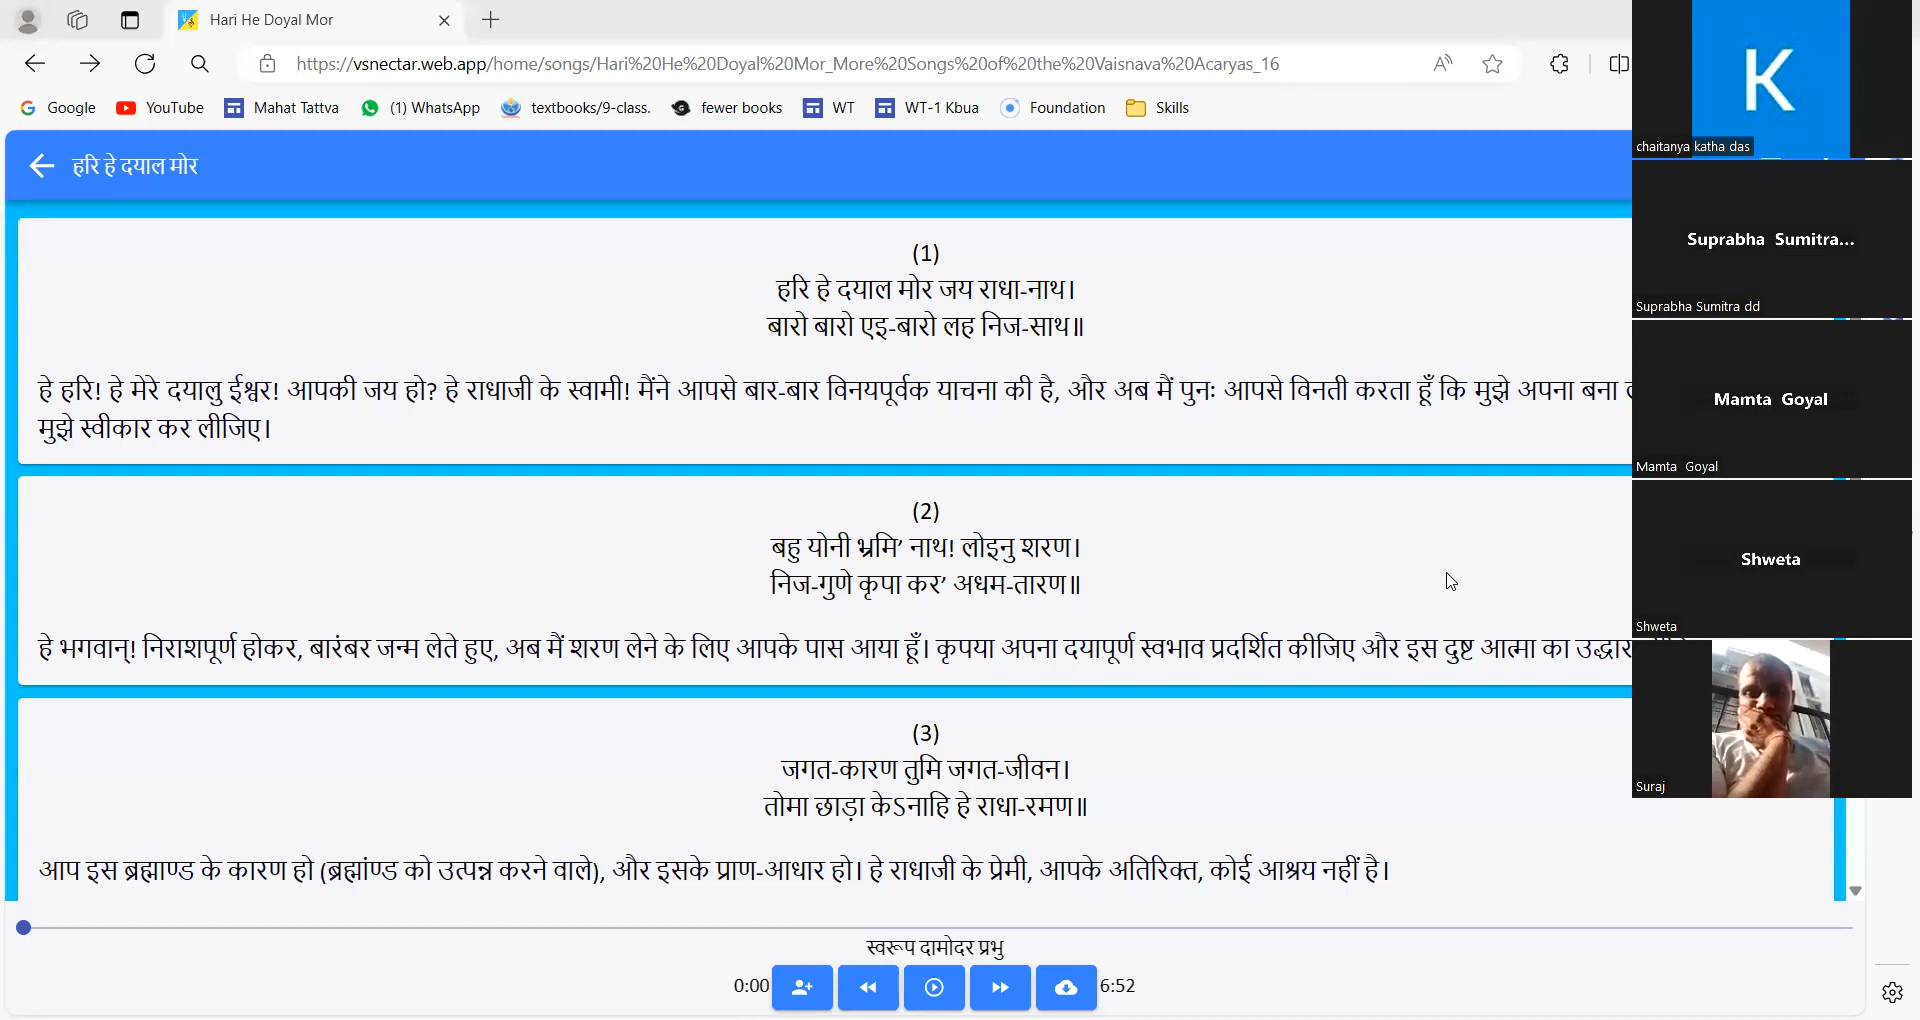 Hari He Doyal Mor
https://vsnectar.web.app/home/songs/Hari%20He%20Doyal%20Mor_More%20Songs%20of%20the%20Vaisnava%20Acaryas_16
Google
YouTube
Mahat Tattva
(1) WhatsApp
textbooks/9-class.
fewer books
WT
WT-1 Kbua
Foundation
Skills
हरि हे दयाल मोर
(1)
हरि हे दयाल मोर जय राधा-नाथ।
बारो बारो एइ-बारो लह निज-साथ॥
हे हरि! हे मेरे दयालु ईश्वर! आपकी जय हो? हे राधाजी के स्वामी! मैंने आपसे बार-बार विनयपूर्वक याचना की है, और अब मैं पुनः आपसे विनती करता हूँ कि मुझे अपना बना
मुझे स्वीकार कर लीजिए।
(2)
बहु योनी भ्रमि’ नाथ! लोइनु शरण।
निज-गुणे कृपा कर’ अधम-तारण॥
हे भगवान्! निराशपूर्ण होकर, बारंबर जन्म लेते हुए, अब मैं शरण लेने के लिए आपके पास आया हूँ। कृपया अपना दयापूर्ण स्वभाव प्रदर्शित कीजिए और इस दुष्ट आत्मा का उद्धार
(3)
जगत-कारण तुमि जगत-जीवन।
तोमा छाड़ा केऽनाहि हे राधा-रमण॥
आप इस ब्रह्माण्ड के कारण हो (ब्रह्मांण्ड को उत्पन्न करने वाले), और इसके प्राण-आधार हो। हे राधाजी के प्रेमी, आपके अतिरिक्त, कोई आश्रय नहीं है।
स्वरूप दामोदर प्रभु
0:00
6:52
K
chaitanya katha das
Suprabha Sumitra...
Suprabha Sumitra dd
Mamta Goyal
Mamta Goyal
Shweta
Shweta
Suraj